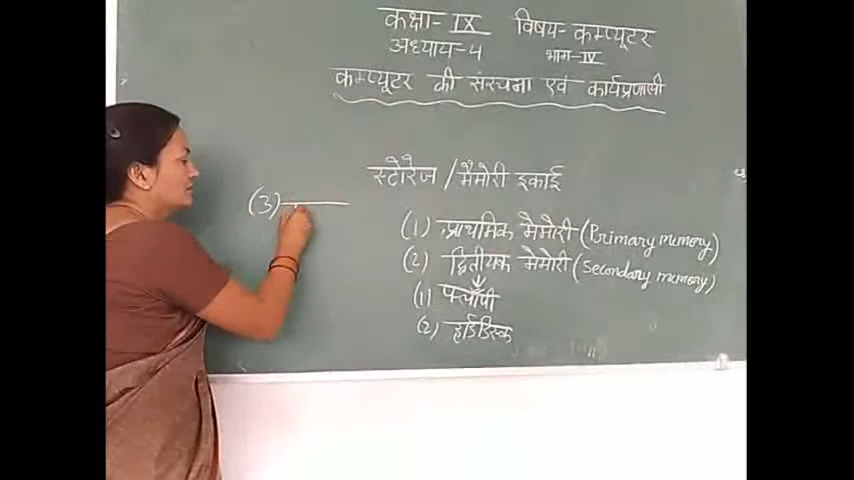 कक्षा- IX विषय- कम्प्यूटर
अध्याय-4 भाग-IV
कम्प्यूटर की संरचना एवं कार्यप्रणाली
स्टोरेज / मैमोरी इकाई
(3)
(1) प्राथमिक मैमोरी (Primary memory)
(2) द्वितीयक मेमोरी (Secondary memory)
(1) फ्लॉपी
(2) हार्डडिस्क